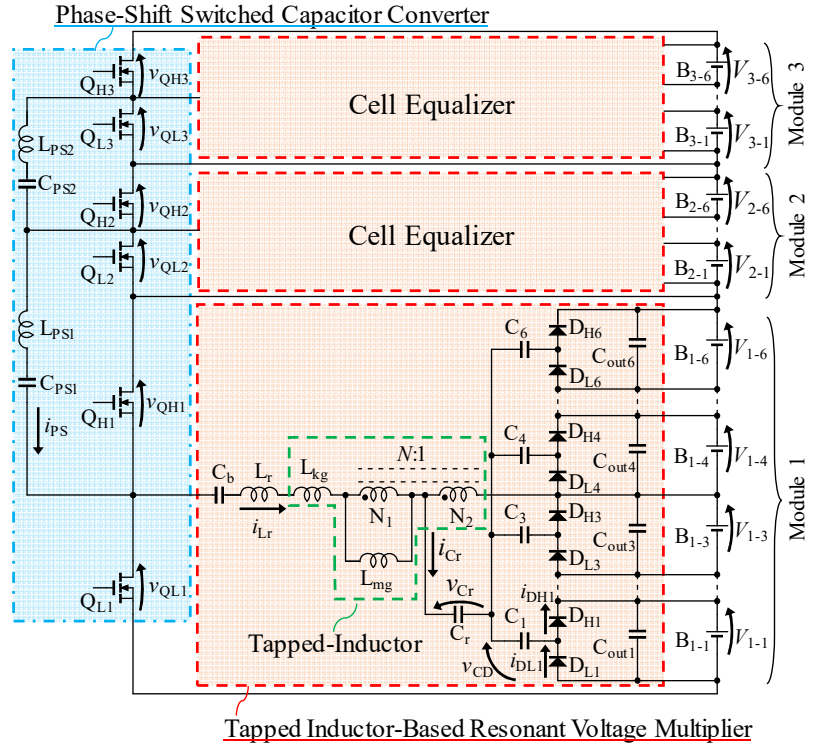 Phase-Shift Switched Capacitor Converter
QH3
vQH3
QL3
vQL3
LPS2
CPS2
QH2
vQH2
QL2
vQL2
LPS1
CPS1
iPS
QH1
vQH1
QL1
vQL1
Cell Equalizer
Cell Equalizer
B3-6
V3-6
B3-1
V3-1
Module 3
B2-6
V2-6
B2-1
V2-1
Module 2
C6
DH6
DL6
Cout6
B1-6
V1-6
C4
DH4
DL4
Cout4
B1-4
V1-4
C3
DH3
DL3
Cout3
B1-3
V1-3
C1
iDH1
DH1
iDL1
DL1
Cout1
B1-1
V1-1
Module 1
Cb
Lr
iLr
Lkg
N:1
N1
N2
Lmg
iCr
vCr
Cr
vCD
Tapped-Inductor
Tapped Inductor-Based Resonant Voltage Multiplier